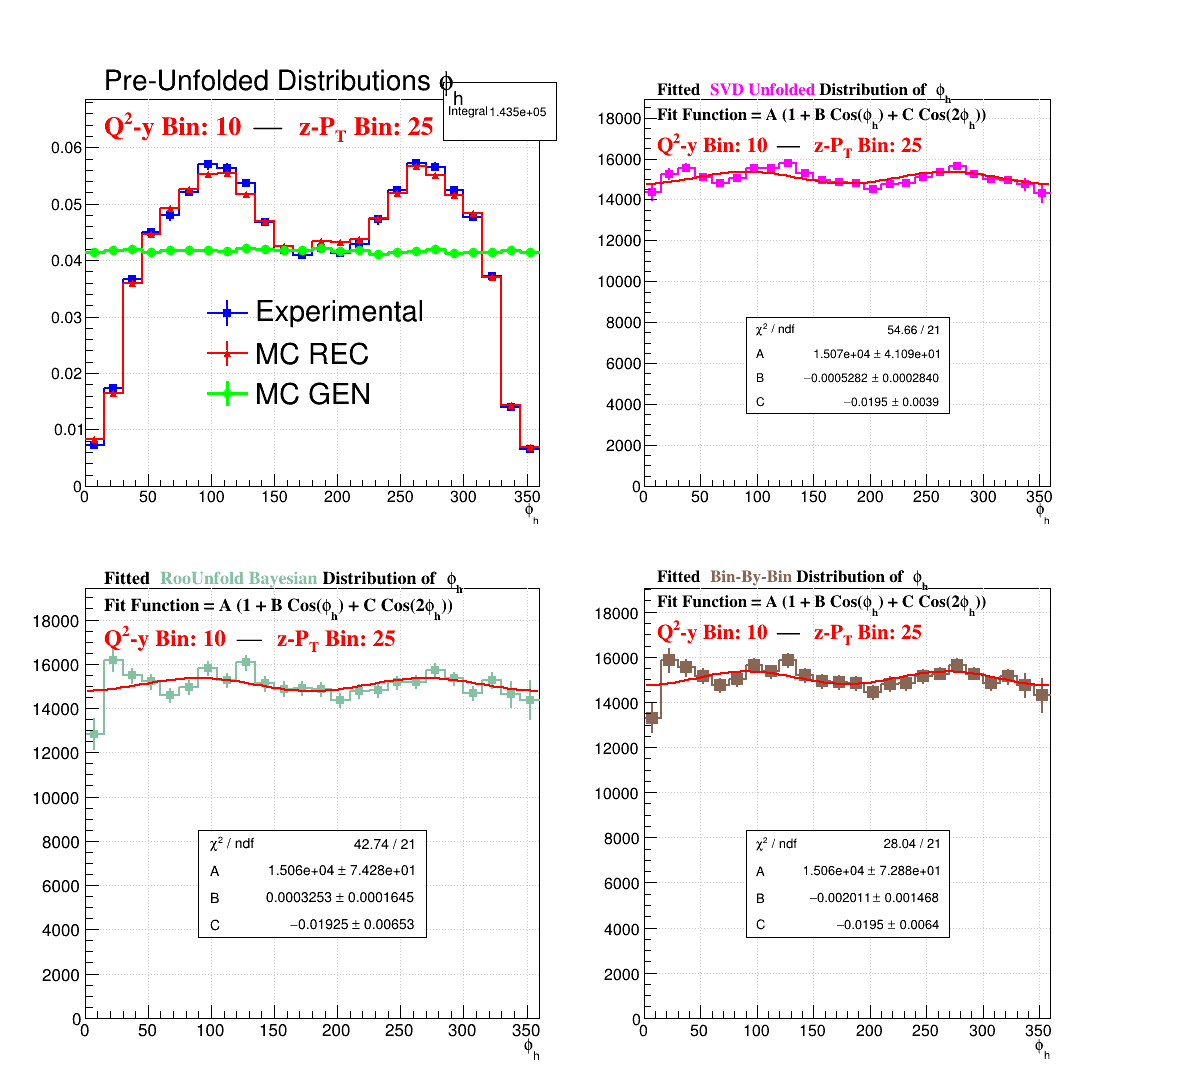 Pre-Unfolded Distributions ϕh
Integral 1.435e+05
Q²-y Bin: 10 — z-PT Bin: 25
0.06
0.05
0.04
0.03
0.02
0.01
0
Experimental
MC REC
MC GEN
0 50 100 150 200 250 300 350
ϕh
Fitted SVD Unfolded Distribution of ϕh
Fit Function = A (1 + B Cos(ϕh) + C Cos(2ϕh))
Q²-y Bin: 10 — z-PT Bin: 25
18000
16000
14000
12000
10000
8000
6000
4000
2000
0
χ² / ndf 54.66 / 21
A 1.507e+04 ± 4.109e+01
B −0.0005282 ± 0.0002840
C −0.0195 ± 0.0039
0 50 100 150 200 250 300 350
ϕh
Fitted RooUnfold Bayesian Distribution of ϕh
Fit Function = A (1 + B Cos(ϕh) + C Cos(2ϕh))
Q²-y Bin: 10 — z-PT Bin: 25
18000
16000
14000
12000
10000
8000
6000
4000
2000
0
χ² / ndf 42.74 / 21
A 1.506e+04 ± 7.428e+01
B 0.0003253 ± 0.0001645
C −0.01925 ± 0.00653
0 50 100 150 200 250 300 350
ϕh
Fitted Bin-By-Bin Distribution of ϕh
Fit Function = A (1 + B Cos(ϕh) + C Cos(2ϕh))
Q²-y Bin: 10 — z-PT Bin: 25
18000
16000
14000
12000
10000
8000
6000
4000
2000
0
χ² / ndf 28.04 / 21
A 1.506e+04 ± 7.288e+01
B −0.002011 ± 0.001468
C −0.0195 ± 0.0064
0 50 100 150 200 250 300 350
ϕh